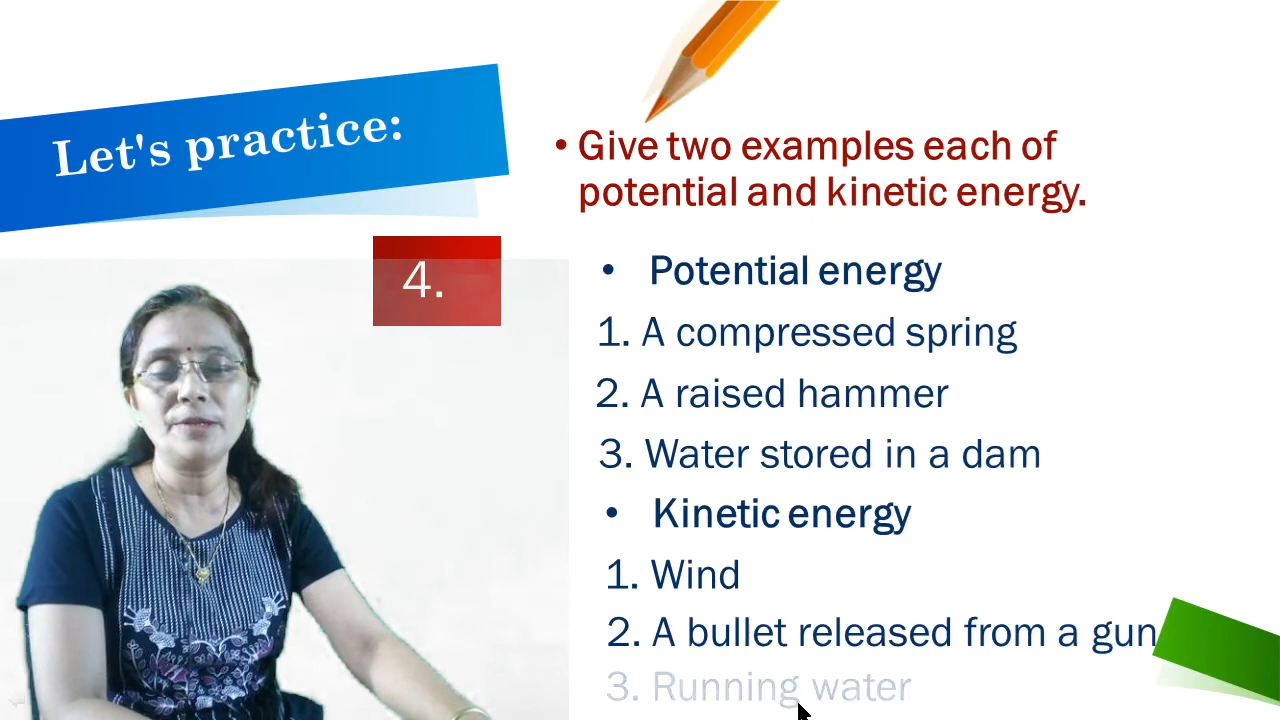 Let's practice:
• Give two examples each of
potential and kinetic energy.
4.
• Potential energy
1. A compressed spring
2. A raised hammer
3. Water stored in a dam
• Kinetic energy
1. Wind
2. A bullet released from a gun
3. Running water